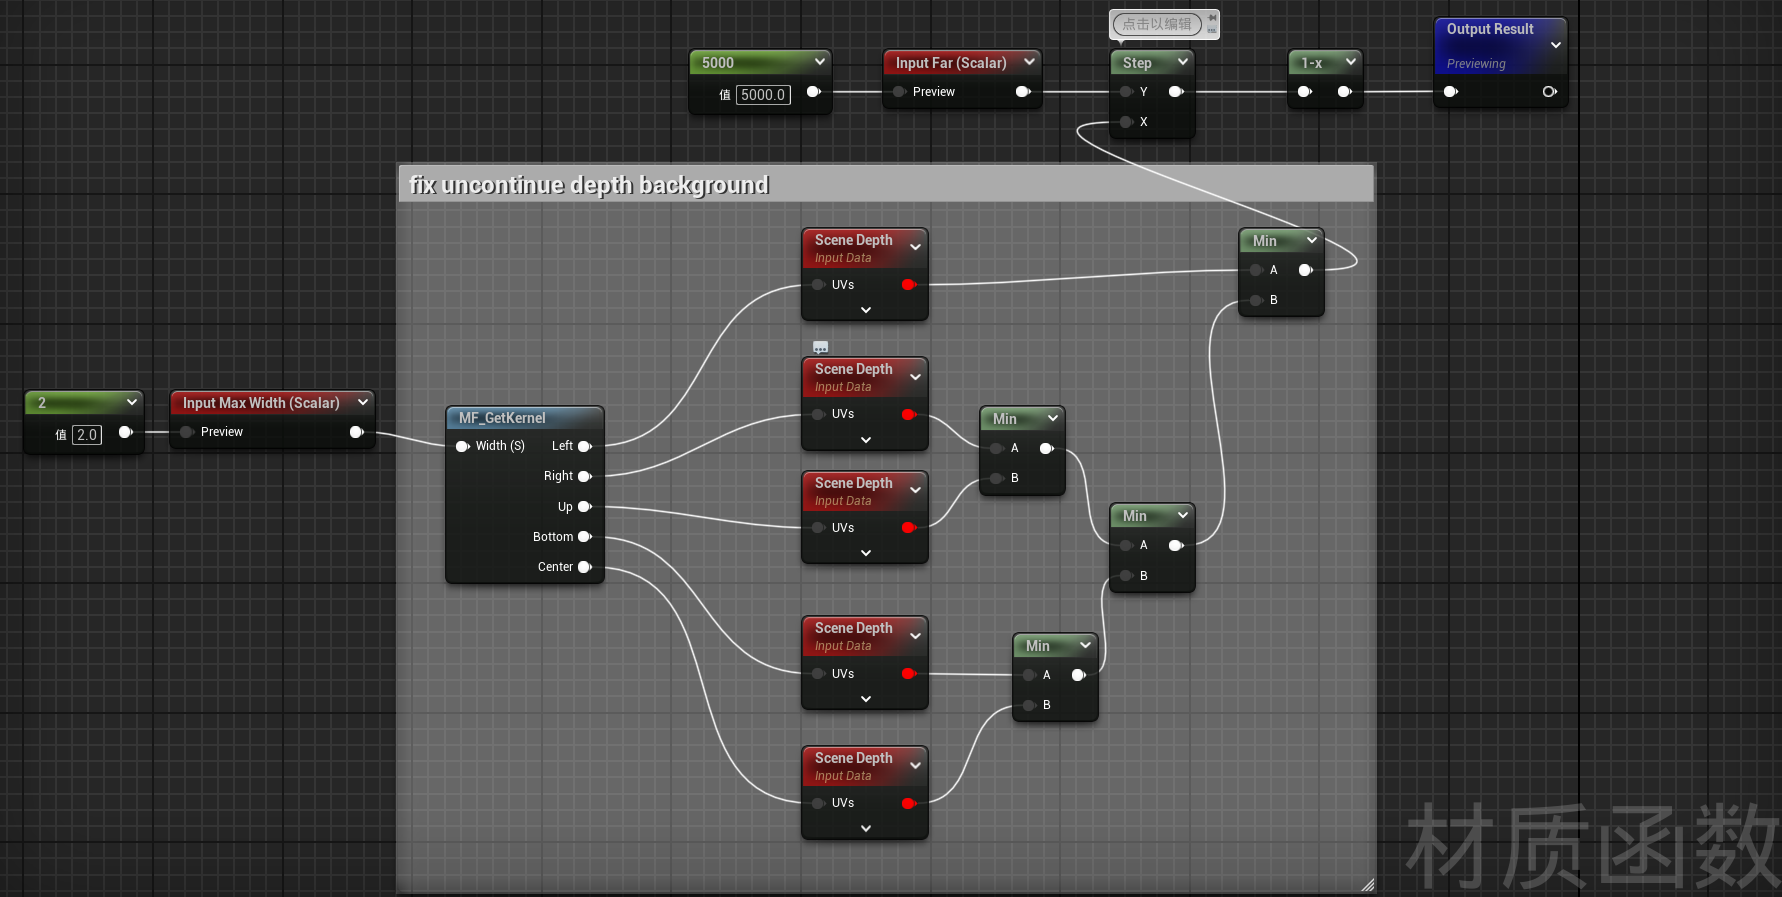 点击以编辑
5000
值 5000.0
Input Far (Scalar)
Preview
Step
Y
X
1-x
Output Result
Previewing
fix uncontinue depth background
2
值 2.0
Input Max Width (Scalar)
Preview
MF_GetKernel
Width (S) Left
Right
Up
Bottom
Center
Scene Depth
Input Data
UVs
Scene Depth
Input Data
UVs
Scene Depth
Input Data
UVs
Scene Depth
Input Data
UVs
Scene Depth
Input Data
UVs
Min
A
B
Min
A
B
Min
A
B
Min
A
B
材质函数